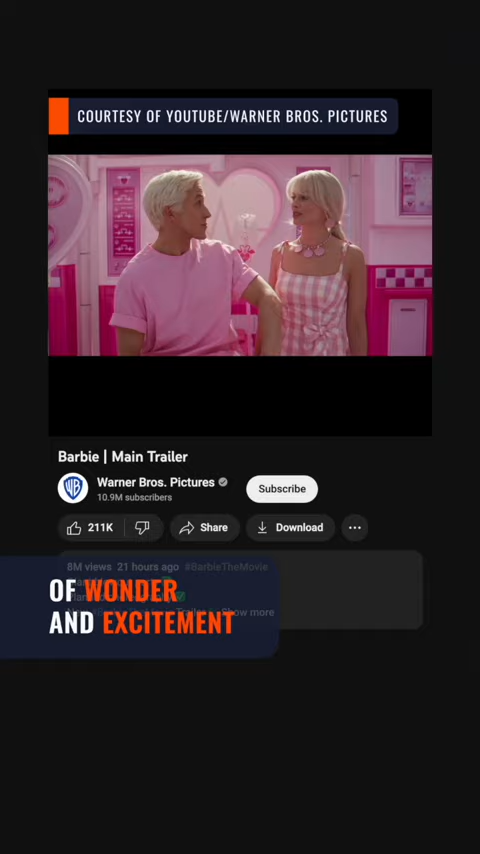 COURTESY OF YOUTUBE/WARNER BROS. PICTURES
Barbie | Main Trailer
Warner Bros. Pictures
10.9M subscribers
Subscribe
211K
Share
Download
8M views 21 hours ago #BarbieTheMovie
Show more
OF WONDER
AND EXCITEMENT